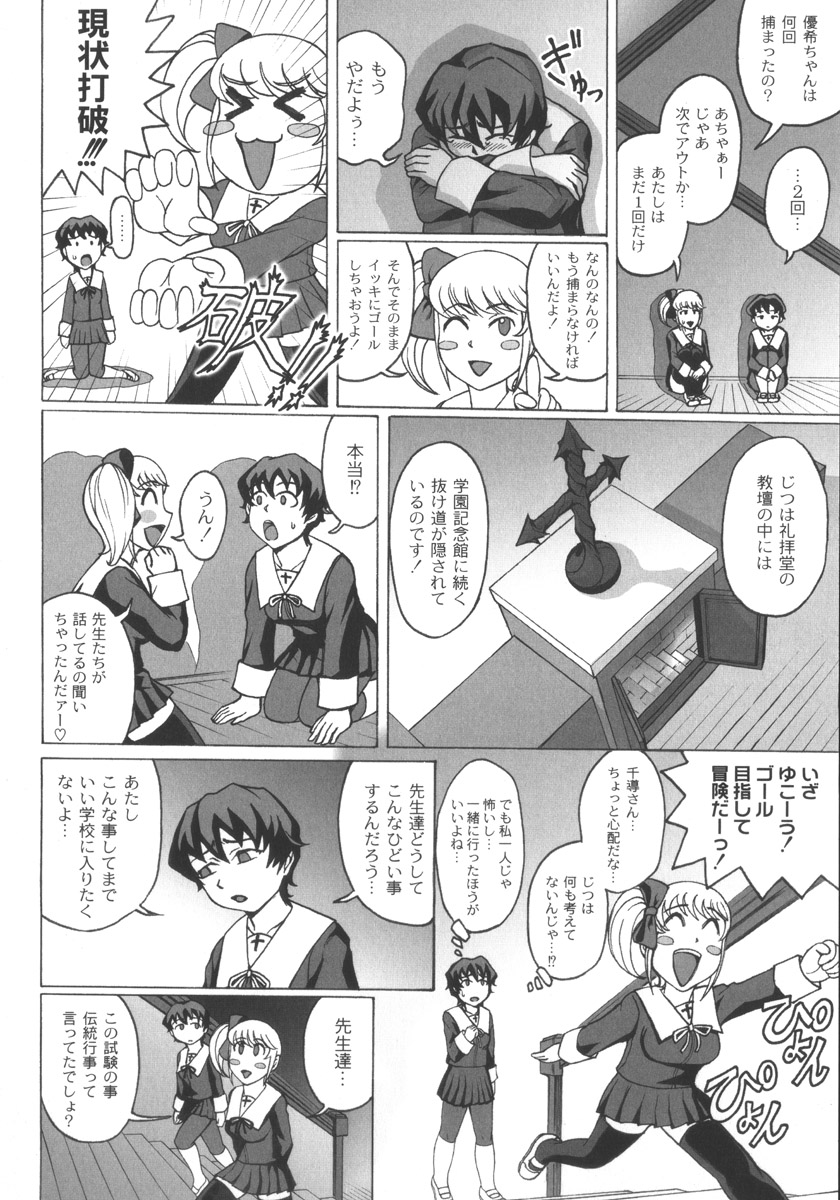 優希ちゃんは
何回
捕まったの?
…2回…
あちゃぁー
じゃあ
次でアウトか…
あたしは
まだ1回だけ
ぎゅっ
もう
やだよぅ…
なんのなんの!
もう捕まらなければ
いいんだよ!
そんでそのまま
イッキにゴール
しちゃおうよ!
現状打破!!!
……
破!!
じつは礼拝堂の
教壇の中には
学園記念館に続く
抜け道が隠されて
いるのです!
本当!?
うん!
先生たちが
話してるの聞い
ちゃったんだァー♡
いざ
ゆこーう!
ゴール
目指して
冒険だーっ!
ぴょん
ぴょん
千導さん…
ちょっと心配だな…
じつは
何も考えて
ないんじゃ…!?
でも私一人じゃ
怖いし…
一緒に行ったほうが
いいよね…
先生達どうして
こんなひどい事
するんだろう…
あたし
こんな事してまで
いい学校に入りたく
ないよ…
先生達…
この試験の事
伝統行事って
言ってたでしょ?